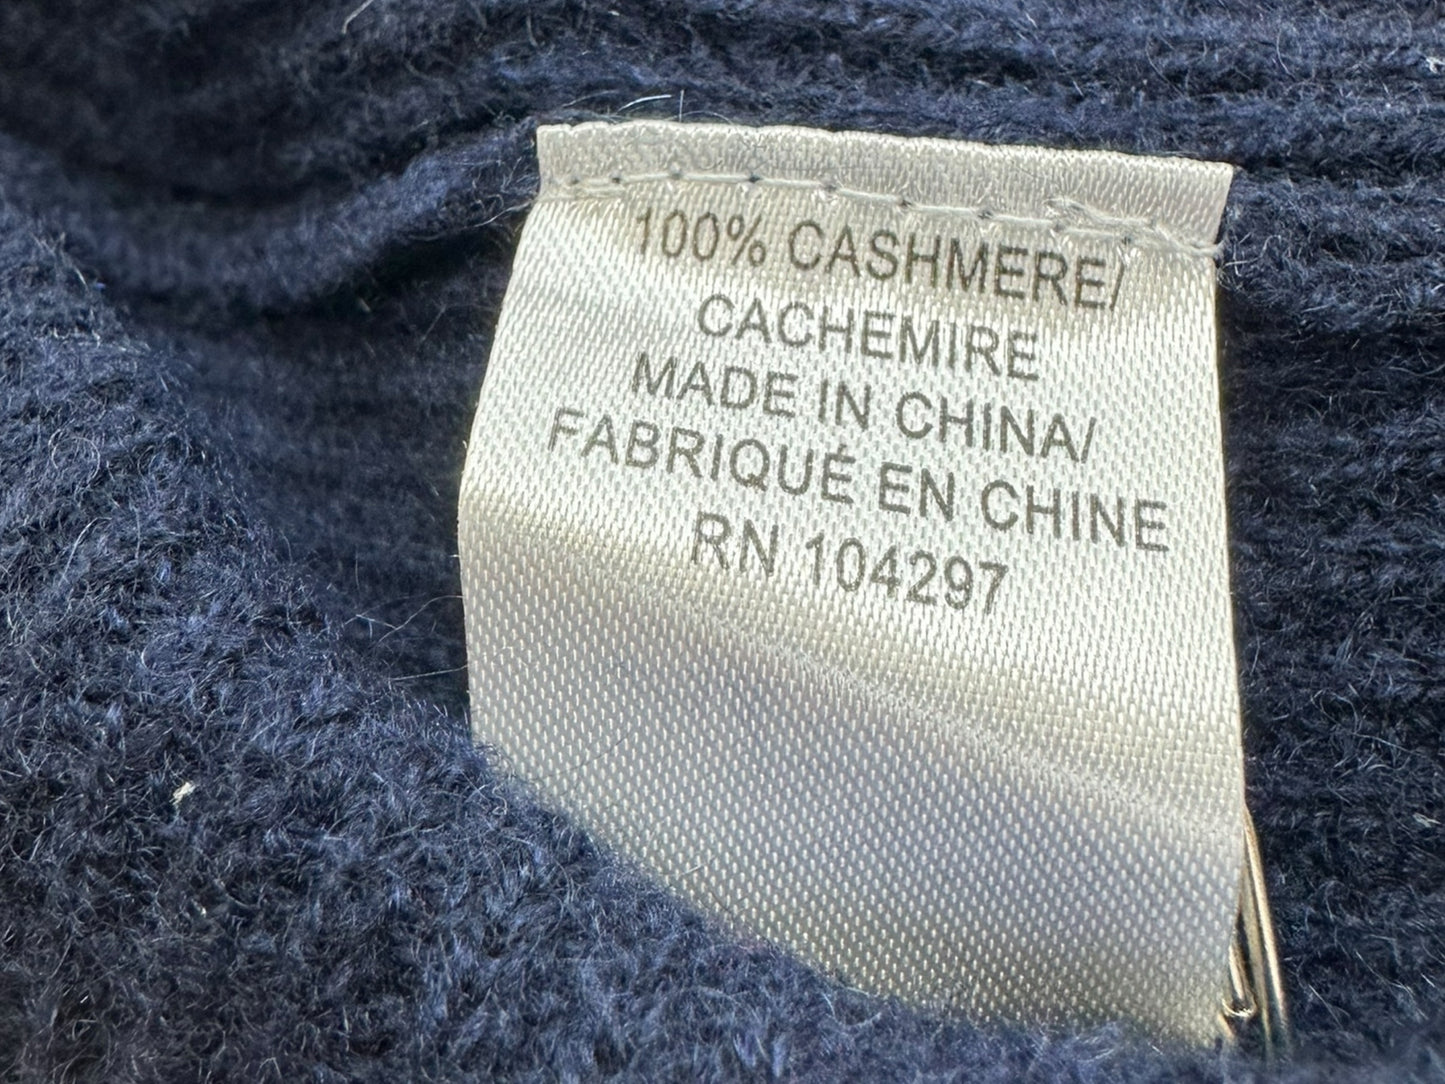 100% CASHMERE/
CACHEMIRE
MADE IN CHINA/
FABRIQUÉ EN CHINE
RN 104297